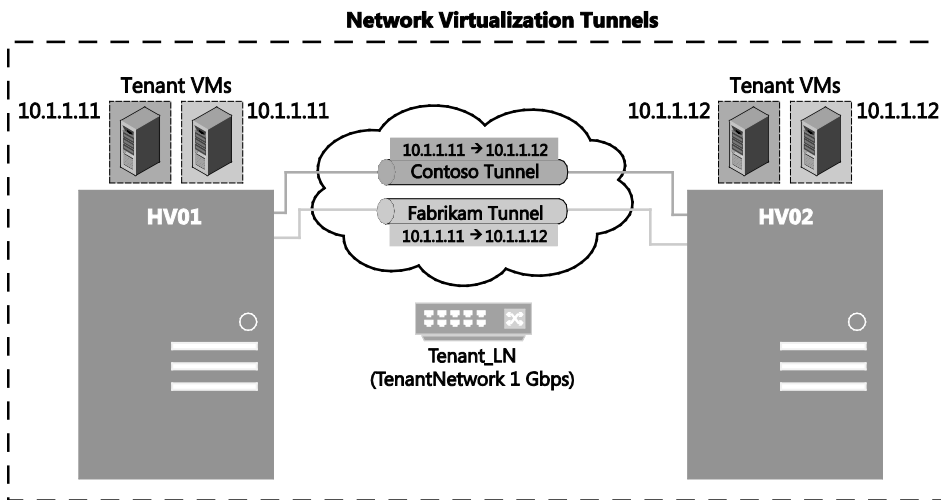 Network Virtualization Tunnels
Tenant VMs
10.1.1.11
10.1.1.11
Tenant VMs
10.1.1.12
10.1.1.12
10.1.1.11 → 10.1.1.12
Contoso Tunnel
Fabrikam Tunnel
10.1.1.11 → 10.1.1.12
HV01
HV02
Tenant_LN
(TenantNetwork 1 Gbps)